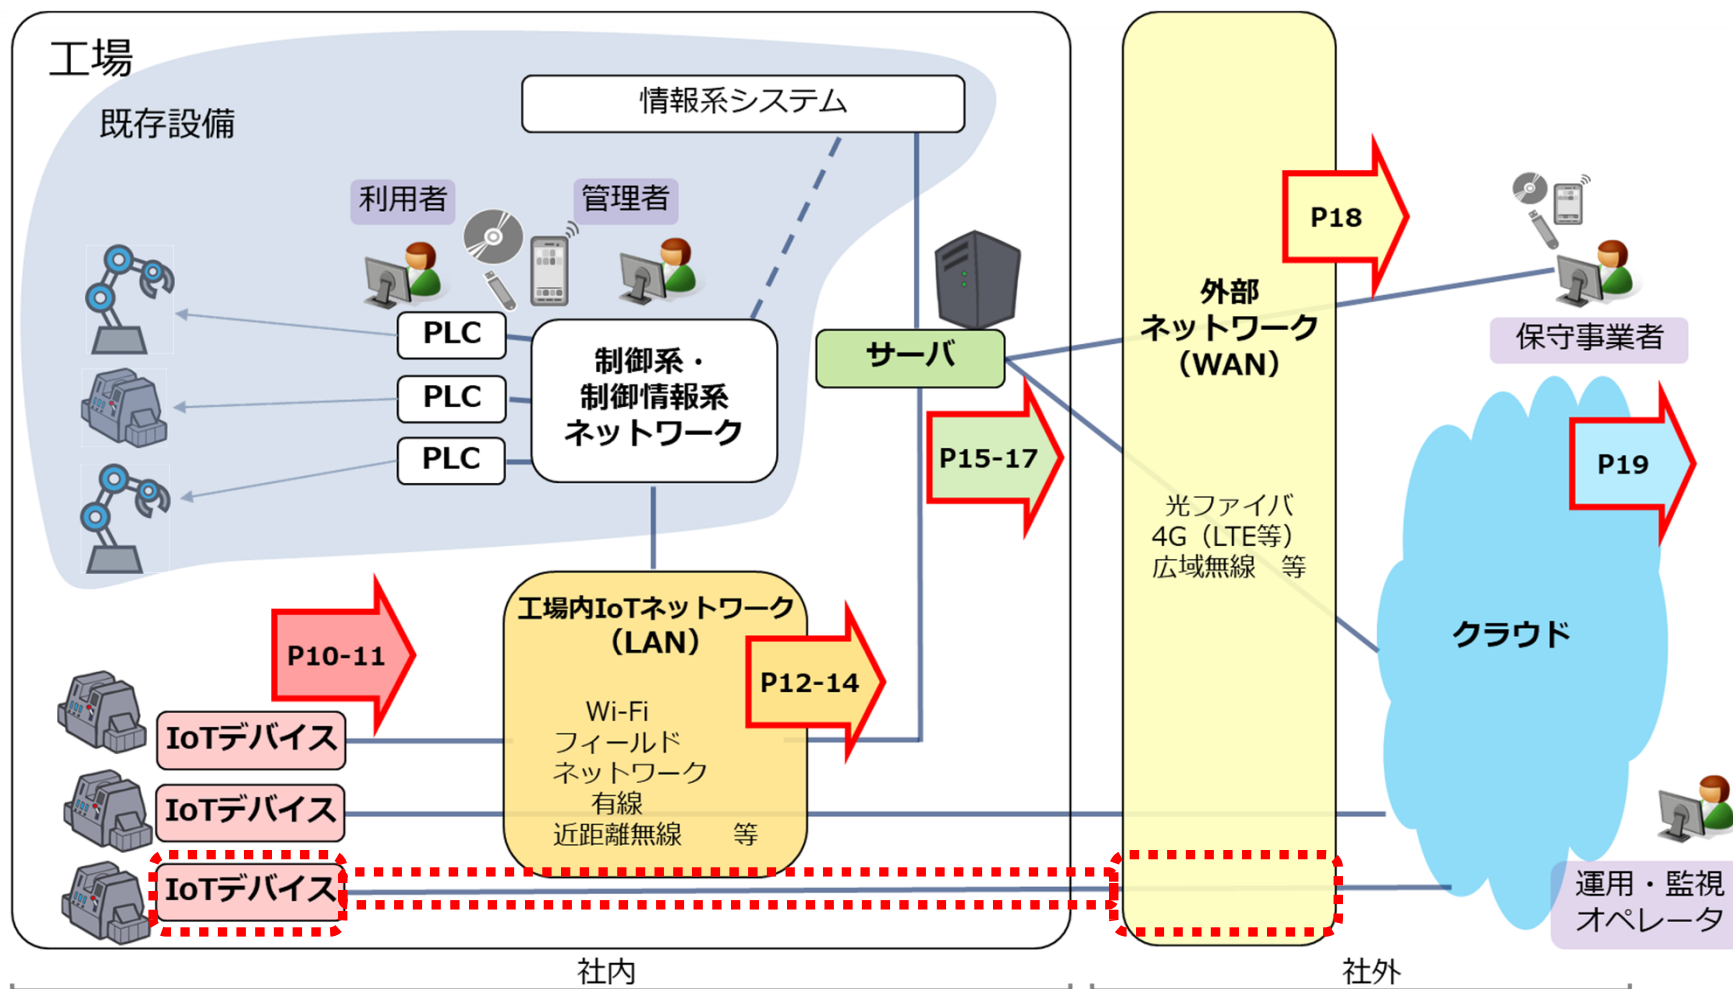 工場
既存設備
情報系システム
利用者
管理者
PLC
PLC
PLC
制御系・
制御情報系
ネットワーク
サーバ
P15-17
P10-11
工場内IoTネットワーク
（LAN）
P12-14
Wi-Fi
フィールド
ネットワーク
有線
近距離無線　　等
IoTデバイス
IoTデバイス
IoTデバイス
外部
ネットワーク
（WAN）
光ファイバ
4G（LTE等）
広域無線　等
P18
保守事業者
P19
クラウド
運用・監視
オペレータ
社内
社外